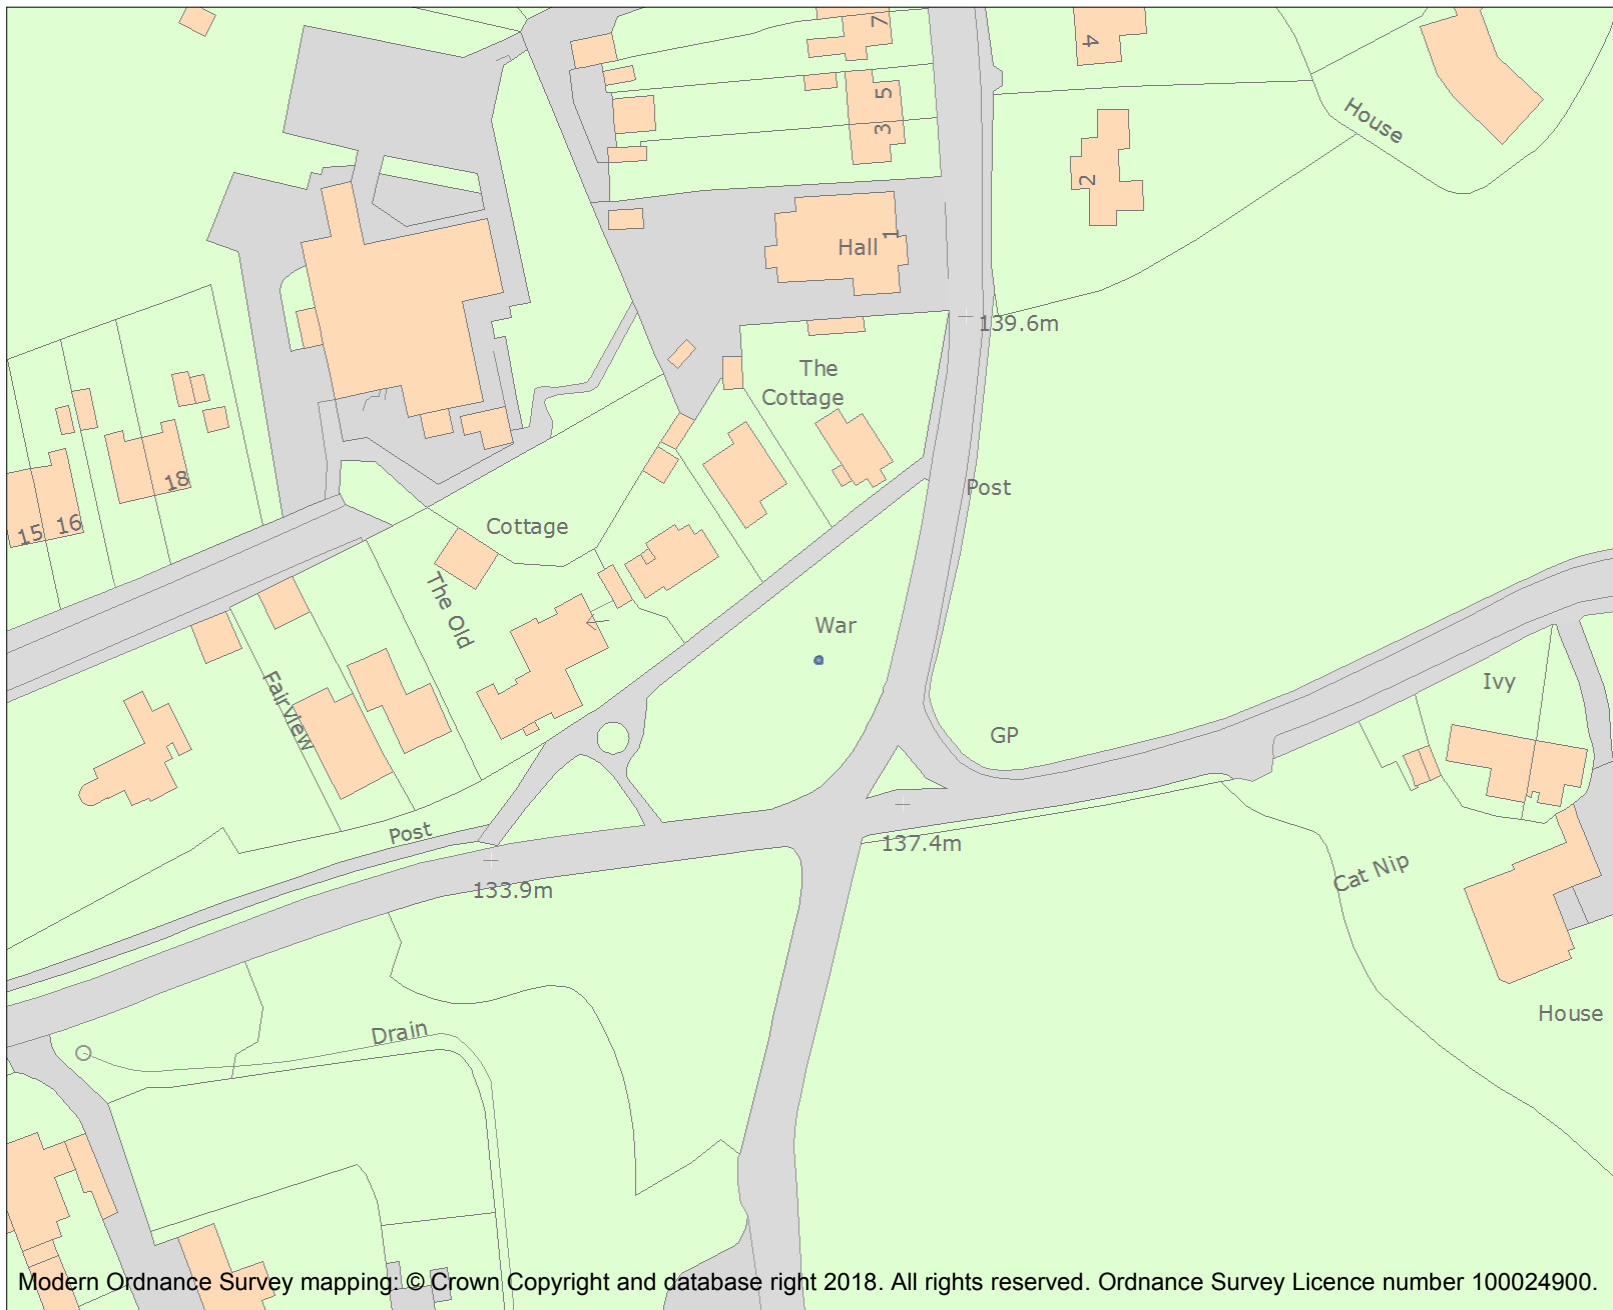 7
4
5
House
3
2
Hall
1
139.6m
The
Cottage
18
Post
15
16
Cottage
The Old
War
Fairview
Ivy
GP
Post
137.4m
133.9m
Cat Nip
House
Drain
Modern Ordnance Survey mapping: © Crown Copyright and database right 2018. All rights reserved. Ordnance Survey Licence number 100024900.